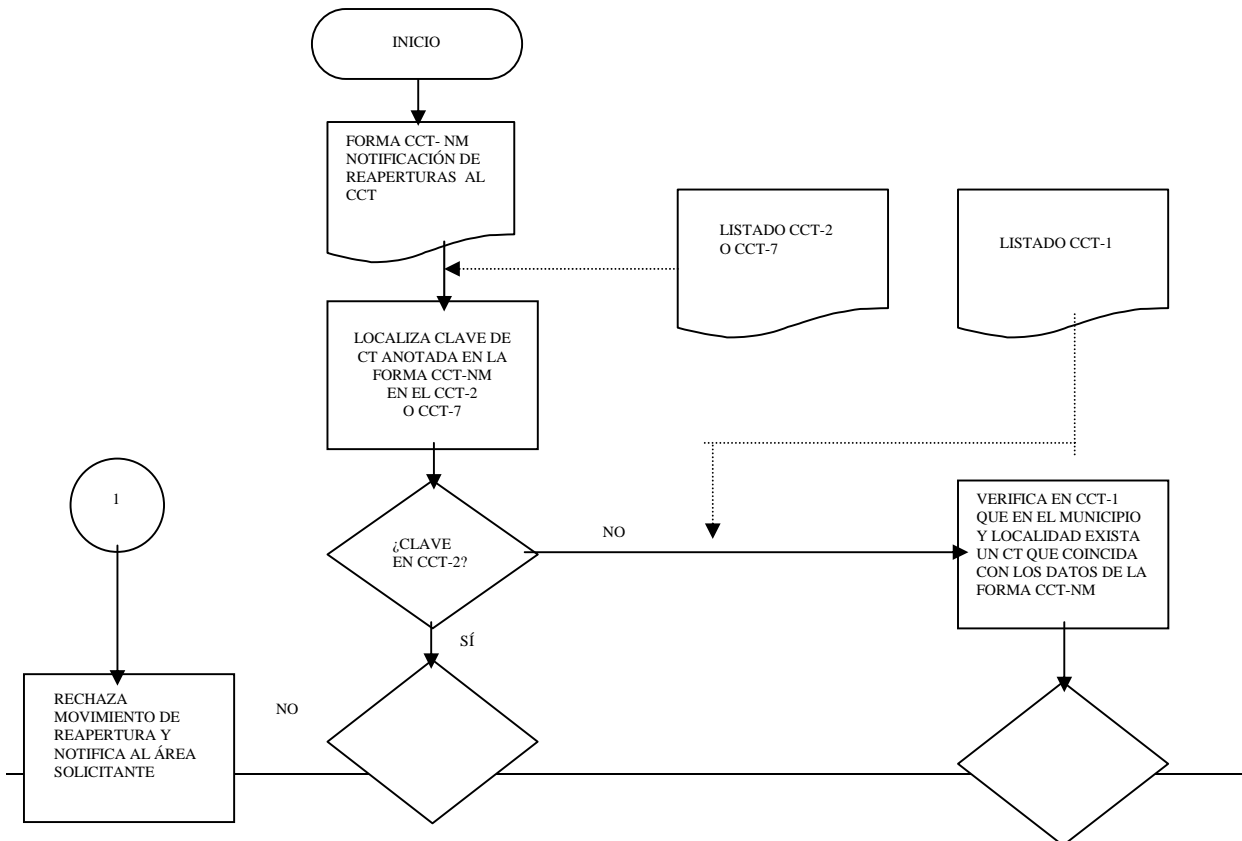 INICIO
FORMA CCT- NM
NOTIFICACIÓN DE
REAPERTURAS AL
CCT
LISTADO CCT-2
O CCT-7
LISTADO CCT-1
LOCALIZA CLAVE DE
CT ANOTADA EN LA
FORMA CCT-NM
EN EL CCT-2
O CCT-7
1
¿CLAVE
EN CCT-2?
NO
VERIFICA EN CCT-1
QUE EN EL MUNICIPIO
Y LOCALIDAD EXISTA
UN CT QUE COINCIDA
CON LOS DATOS DE LA
FORMA CCT-NM
SÍ
RECHAZA
MOVIMIENTO DE
REAPERTURA Y
NOTIFICA AL ÁREA
SOLICITANTE
NO